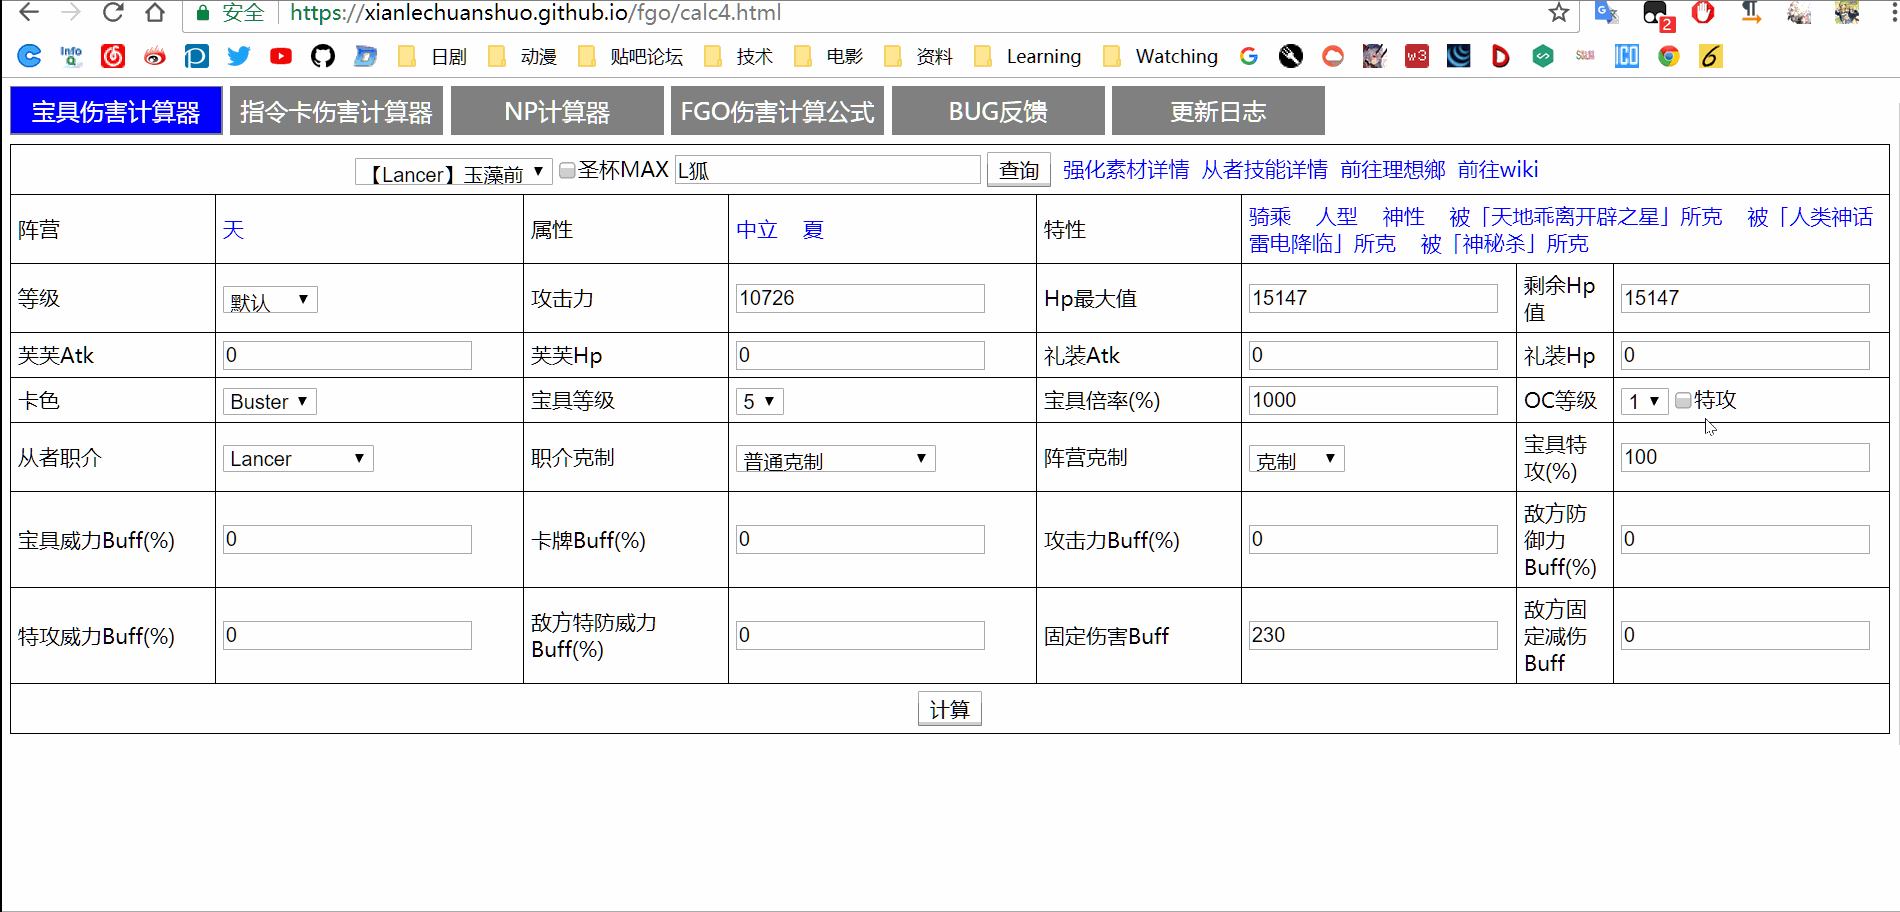 安全 https://xianlechuanshuo.github.io/fgo/calc4.html
2
Info
日剧 动漫 贴吧论坛 技术 电影 资料 Learning Watching
w3 ICO 6
宝具伤害计算器 指令卡伤害计算器 NP计算器 FGO伤害计算公式 BUG反馈 更新日志
【Lancer】玉藻前 圣杯MAX L狐 查询 强化素材详情 从者技能详情 前往理想鄉 前往wiki
阵营 天 属性 中立 夏 特性 骑乘 人型 神性 被「天地乖离开辟之星」所克 被「人类神话
雷电降临」所克 被「神秘杀」所克
等级 默认 攻击力 10726 Hp最大值 15147 剩余Hp
值 15147
芙芙Atk 0 芙芙Hp 0 礼装Atk 0 礼装Hp 0
卡色 Buster 宝具等级 5 宝具倍率(%) 1000 OC等级 1 特攻
从者职介 Lancer 职介克制 普通克制 阵营克制 克制 宝具特
攻(%) 100
宝具威力Buff(%) 0 卡牌Buff(%) 0 攻击力Buff(%) 0 敌方防
御力
Buff(%) 0
特攻威力Buff(%) 0 敌方特防威力
Buff(%) 0 固定伤害Buff 230 敌方固
定减伤
Buff 0
计算